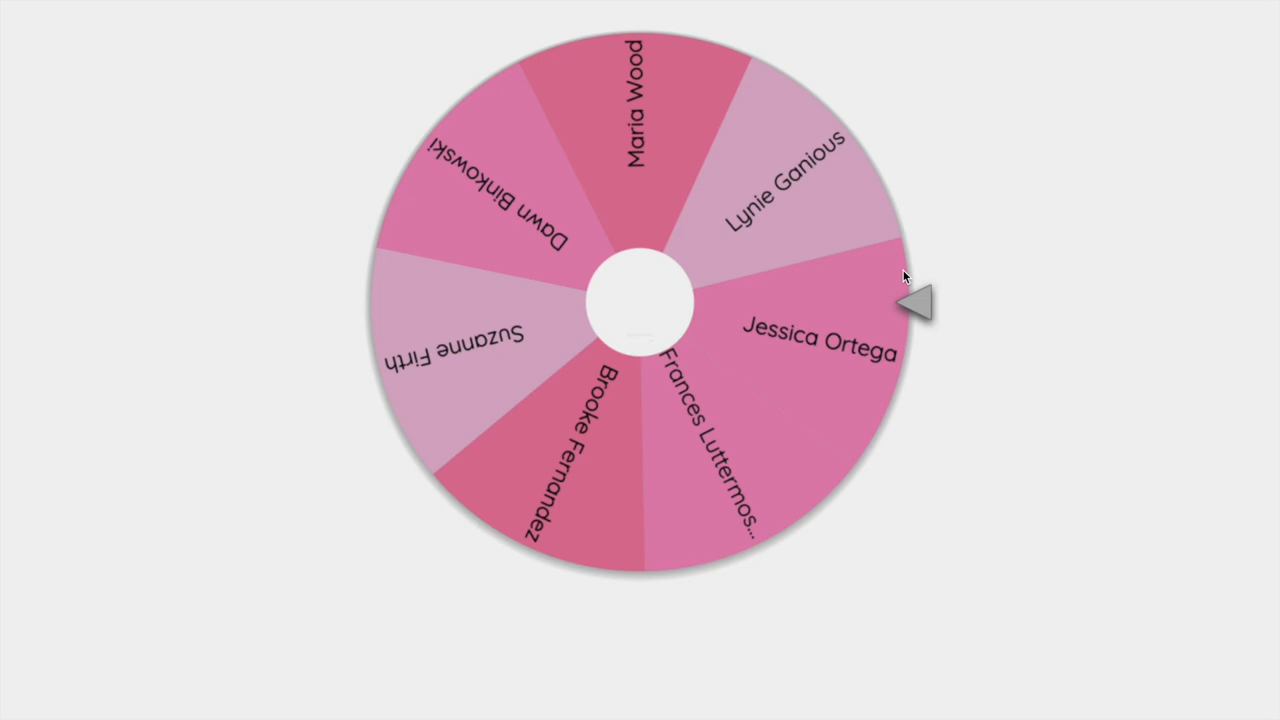 Maria Wood
Lynie Ganious
Jessica Ortega
Frances Luttermos...
Brooke Fernandez
Suzanne Firth
Dawn Binkowski